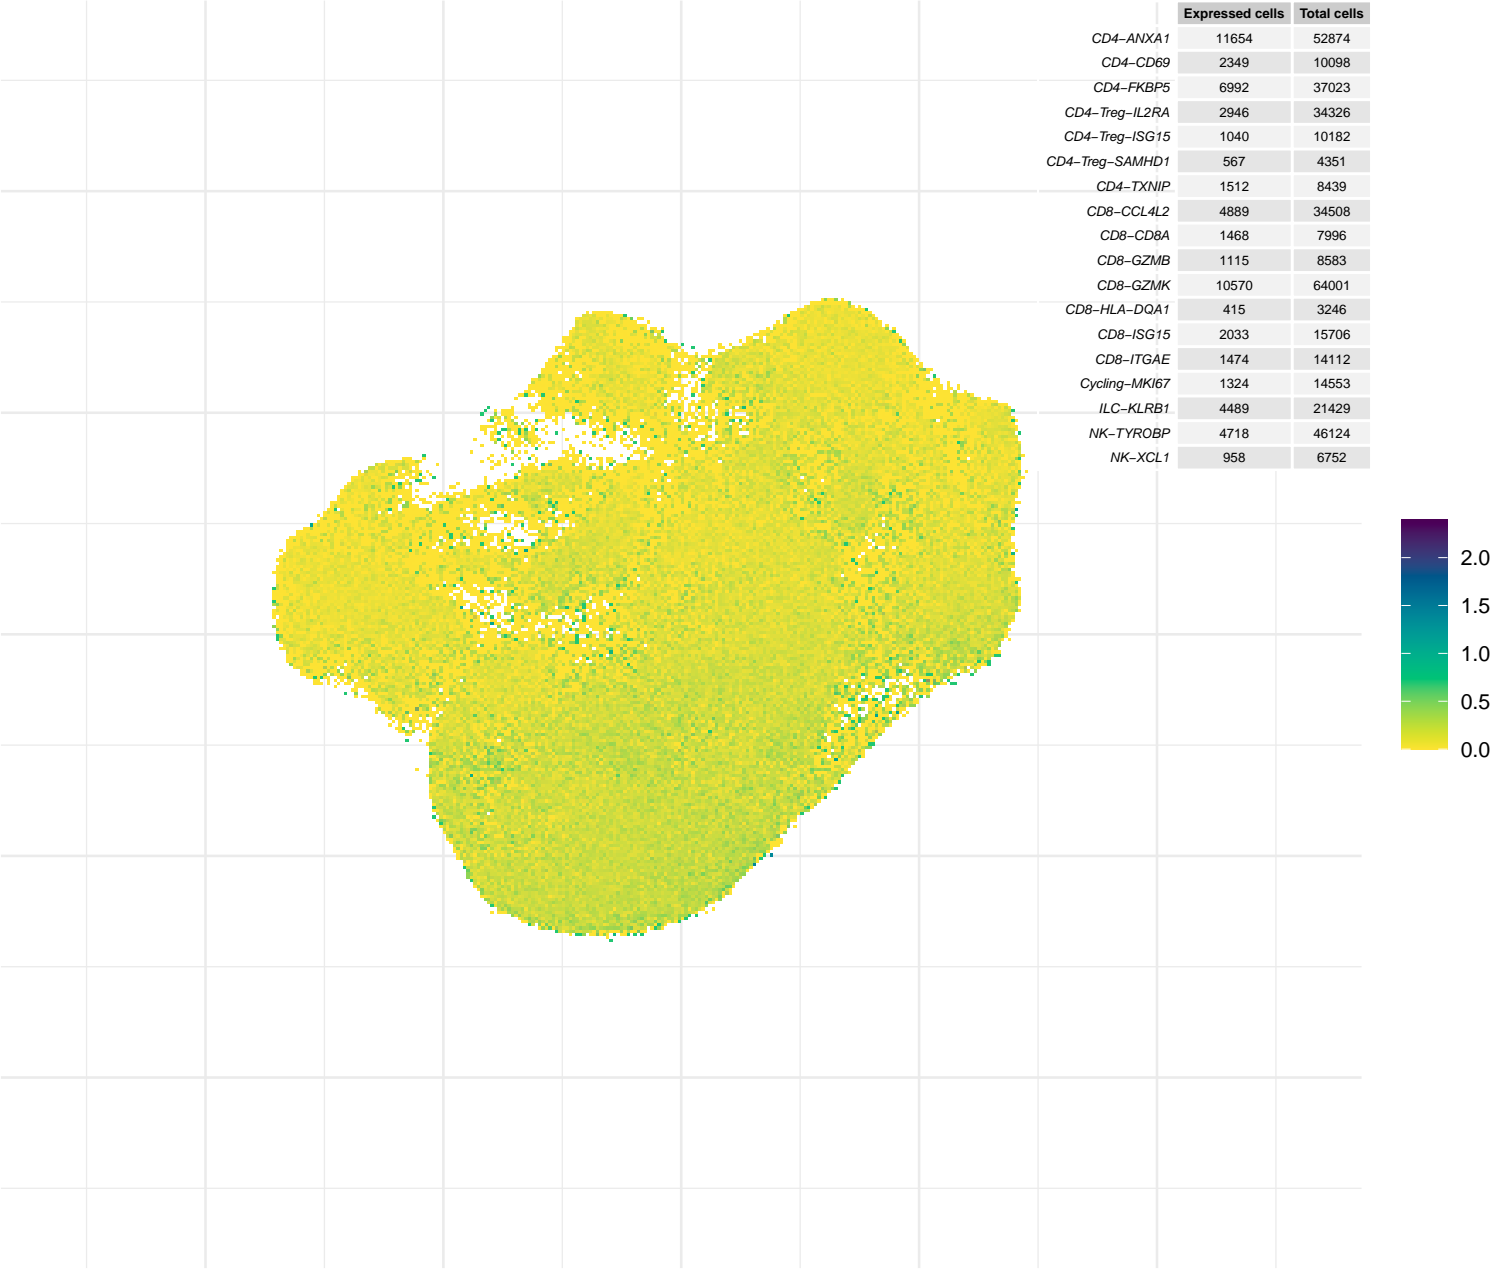 Expressed cells Total cells
CD4−ANXA1 11654 52874
CD4−CD69 2349 10098
CD4−FKBP5 6992 37023
CD4−Treg−IL2RA 2946 34326
CD4−Treg−ISG15 1040 10182
CD4−Treg−SAMHD1 567 4351
CD4−TXNIP 1512 8439
CD8−CCL4L2 4889 34508
CD8−CD8A 1468 7996
CD8−GZMB 1115 8583
CD8−GZMK 10570 64001
CD8−HLA−DQA1 415 3246
CD8−ISG15 2033 15706
CD8−ITGAE 1474 14112
Cycling−MKI67 1324 14553
ILC−KLRB1 4489 21429
NK−TYROBP 4718 46124
NK−XCL1 958 6752
2.0
1.5
1.0
0.5
0.0